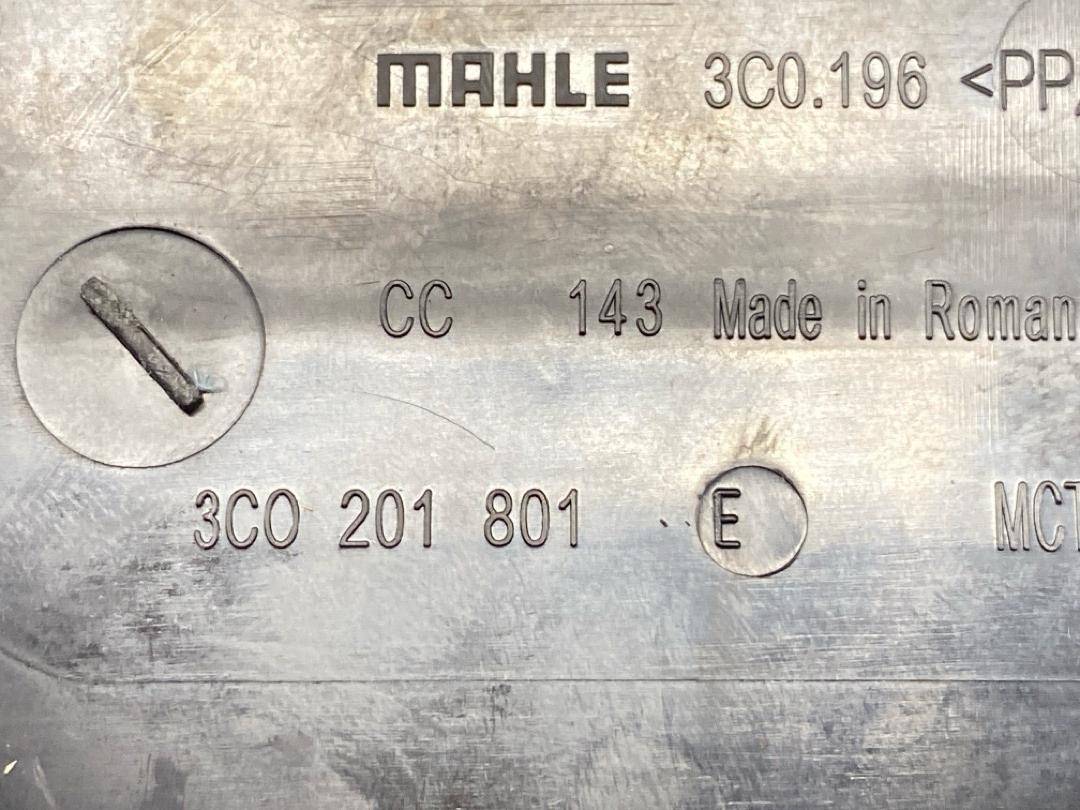 MAHLE 3C0.196 <PP
CC 143 Made in Roman
3C0 201 801 E MCT